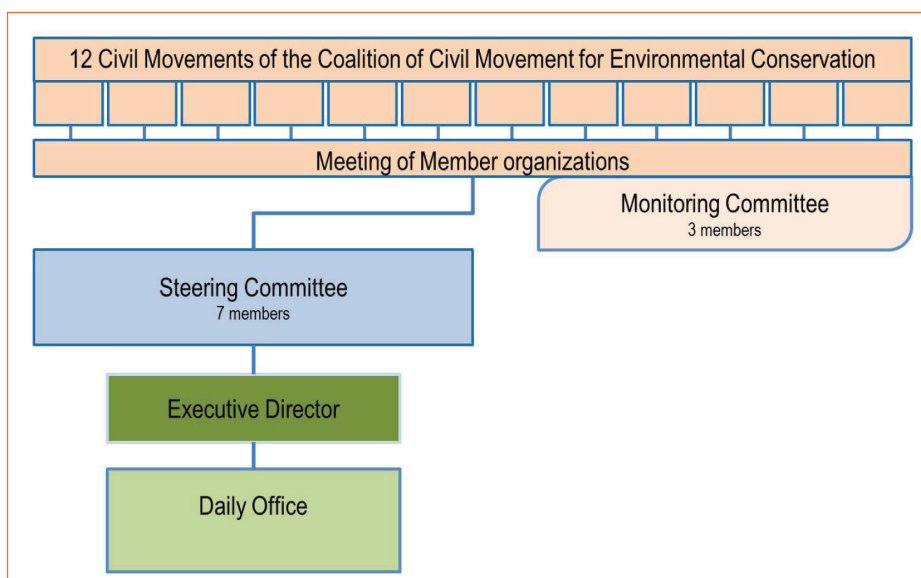 12 Civil Movements of the Coalition of Civil Movement for Environmental Conservation
Meeting of Member organizations
Monitoring Committee
3 members
Steering Committee
7 members
Executive Director
Daily Office